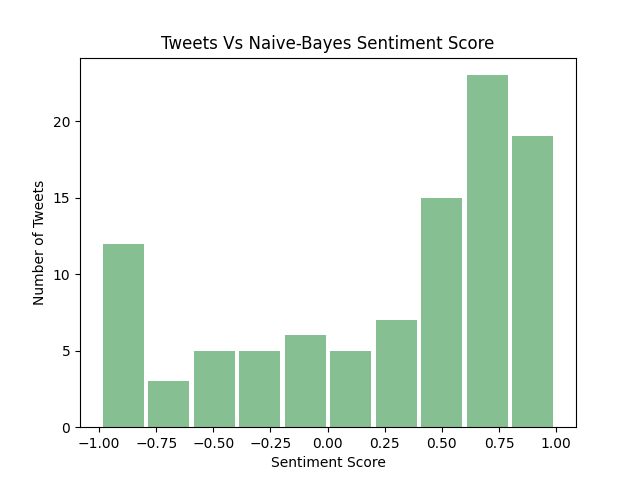 Tweets Vs Naive-Bayes Sentiment Score
Number of Tweets
20
15
10
5
0
−1.00 −0.75 −0.50 −0.25 0.00 0.25 0.50 0.75 1.00
Sentiment Score